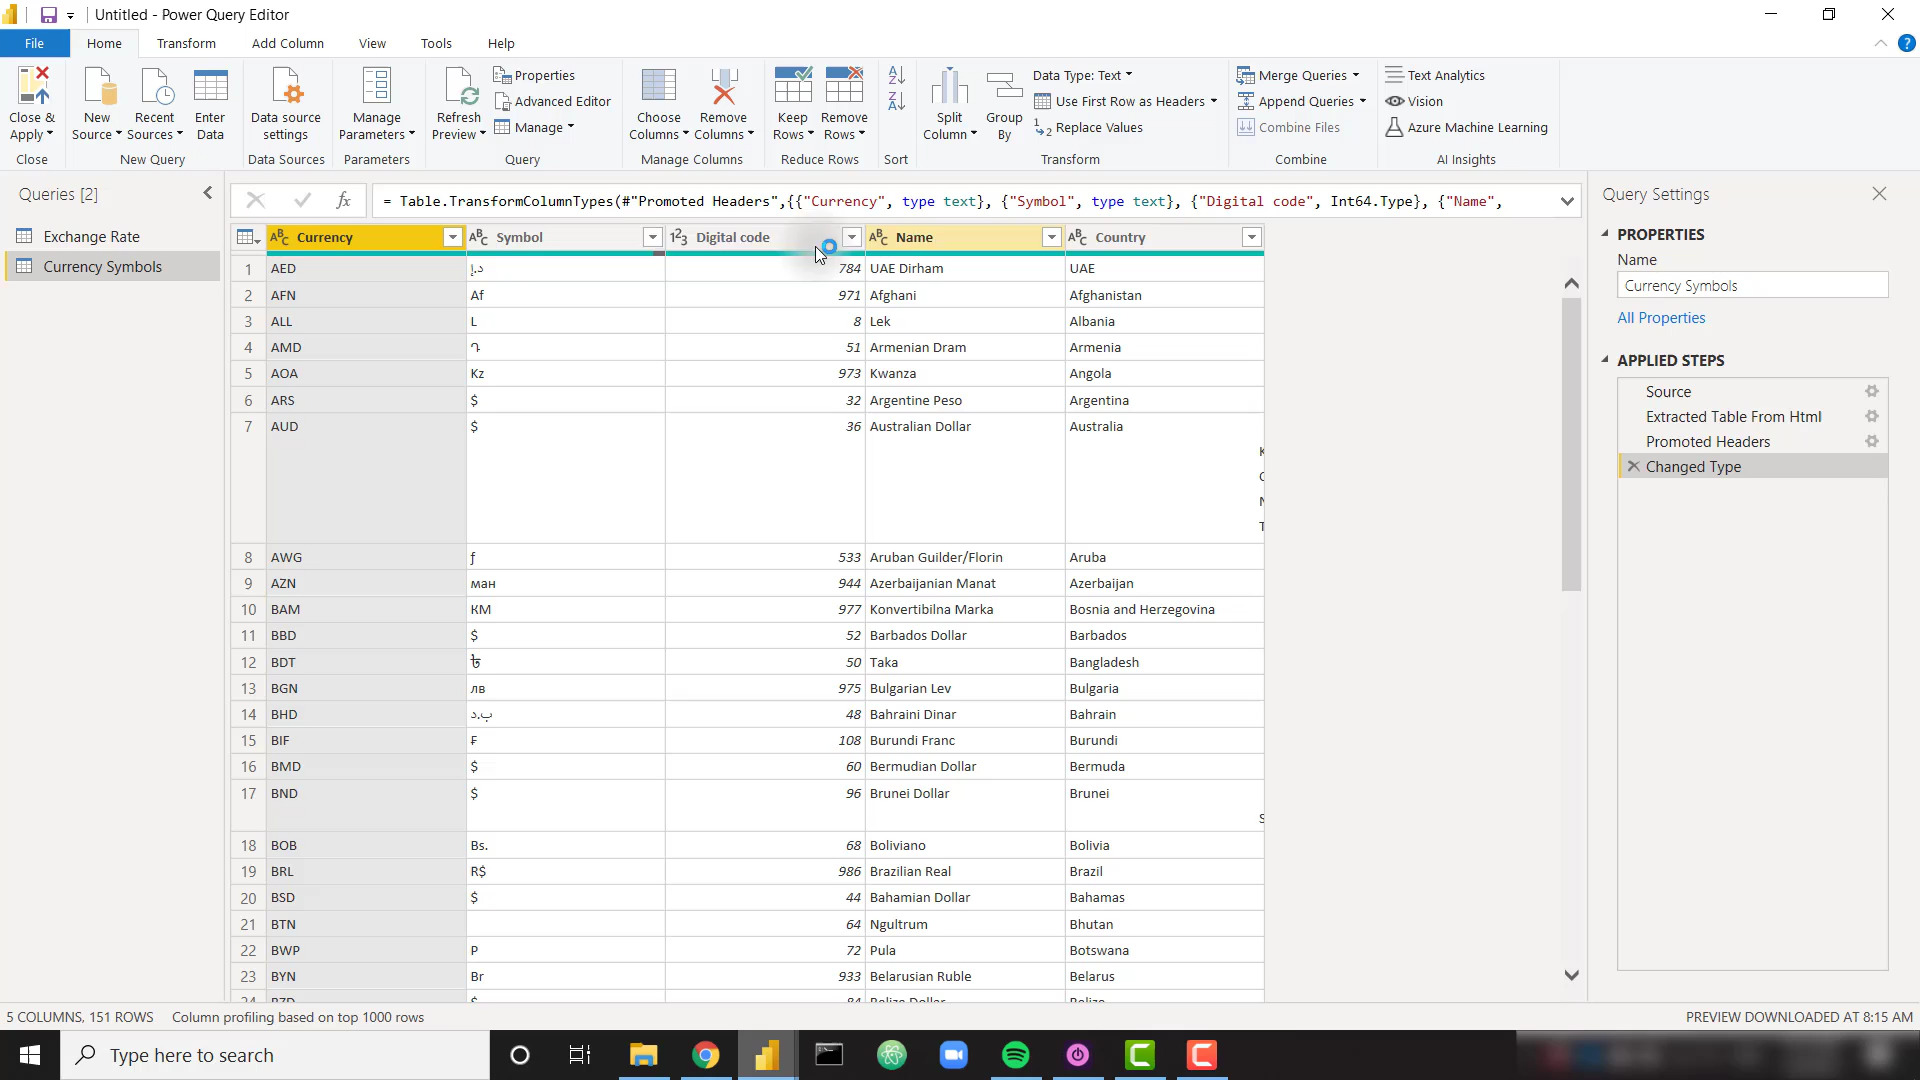 Untitled - Power Query Editor
File Home Transform Add Column View Tools Help
Close & Apply
Close
New Source
Recent Sources
Enter Data
New Query
Data source settings
Data Sources
Manage Parameters
Parameters
Refresh Preview
Properties
Advanced Editor
Manage
Query
Choose Columns
Remove Columns
Manage Columns
Keep Rows
Remove Rows
Reduce Rows
Sort
Split Column
Group By
Data Type: Text
Use First Row as Headers
Replace Values
Transform
Merge Queries
Append Queries
Combine Files
Combine
Text Analytics
Vision
Azure Machine Learning
AI Insights
Queries [2]
Exchange Rate
Currency Symbols
= Table.TransformColumnTypes(#"Promoted Headers",{{"Currency", type text}, {"Symbol", type text}, {"Digital code", Int64.Type}, {"Name",
Currency Symbol Digital code Name Country
1 AED د.إ 784 UAE Dirham UAE
2 AFN Af 971 Afghani Afghanistan
3 ALL L 8 Lek Albania
4 AMD Դ 51 Armenian Dram Armenia
5 AOA Kz 973 Kwanza Angola
6 ARS $ 32 Argentine Peso Argentina
7 AUD $ 36 Australian Dollar Australia
8 AWG ƒ 533 Aruban Guilder/Florin Aruba
9 AZN ман 944 Azerbaijanian Manat Azerbaijan
10 BAM КМ 977 Konvertibilna Marka Bosnia and Herzegovina
11 BBD $ 52 Barbados Dollar Barbados
12 BDT ৳ 50 Taka Bangladesh
13 BGN лв 975 Bulgarian Lev Bulgaria
14 BHD ب.د 48 Bahraini Dinar Bahrain
15 BIF ₣ 108 Burundi Franc Burundi
16 BMD $ 60 Bermudian Dollar Bermuda
17 BND $ 96 Brunei Dollar Brunei
18 BOB Bs. 68 Boliviano Bolivia
19 BRL R$ 986 Brazilian Real Brazil
20 BSD $ 44 Bahamian Dollar Bahamas
21 BTN 64 Ngultrum Bhutan
22 BWP P 72 Pula Botswana
23 BYN Br 933 Belarusian Ruble Belarus
Query Settings
PROPERTIES
Name
Currency Symbols
All Properties
APPLIED STEPS
Source
Extracted Table From Html
Promoted Headers
Changed Type
5 COLUMNS, 151 ROWS Column profiling based on top 1000 rows
PREVIEW DOWNLOADED AT 8:15 AM
Type here to search